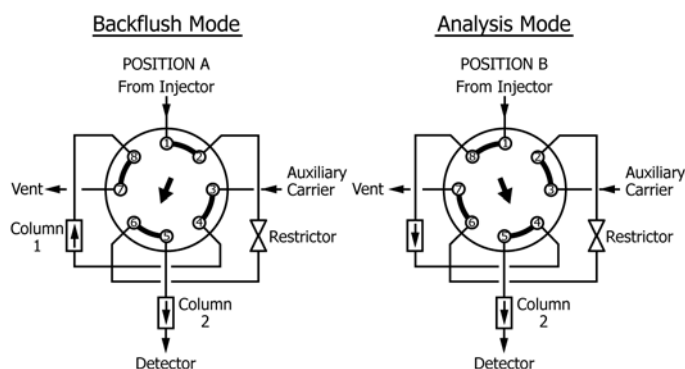 Backflush Mode
POSITION A
From Injector
1
8
2
7
3
6
4
5
Vent
Auxiliary
Carrier
Column
1
Restrictor
Column
2
Detector
Analysis Mode
POSITION B
From Injector
1
8
2
7
3
6
4
5
Vent
Auxiliary
Carrier
Restrictor
Column
2
Detector